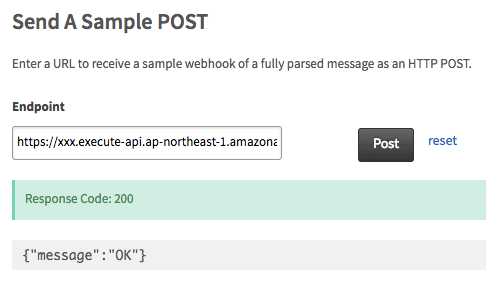 Send A Sample POST
Enter a URL to receive a sample webhook of a fully parsed message as an HTTP POST.
Endpoint
https://xxx.execute-api.ap-northeast-1.amazona
Post
reset
Response Code: 200
{"message":"OK"}